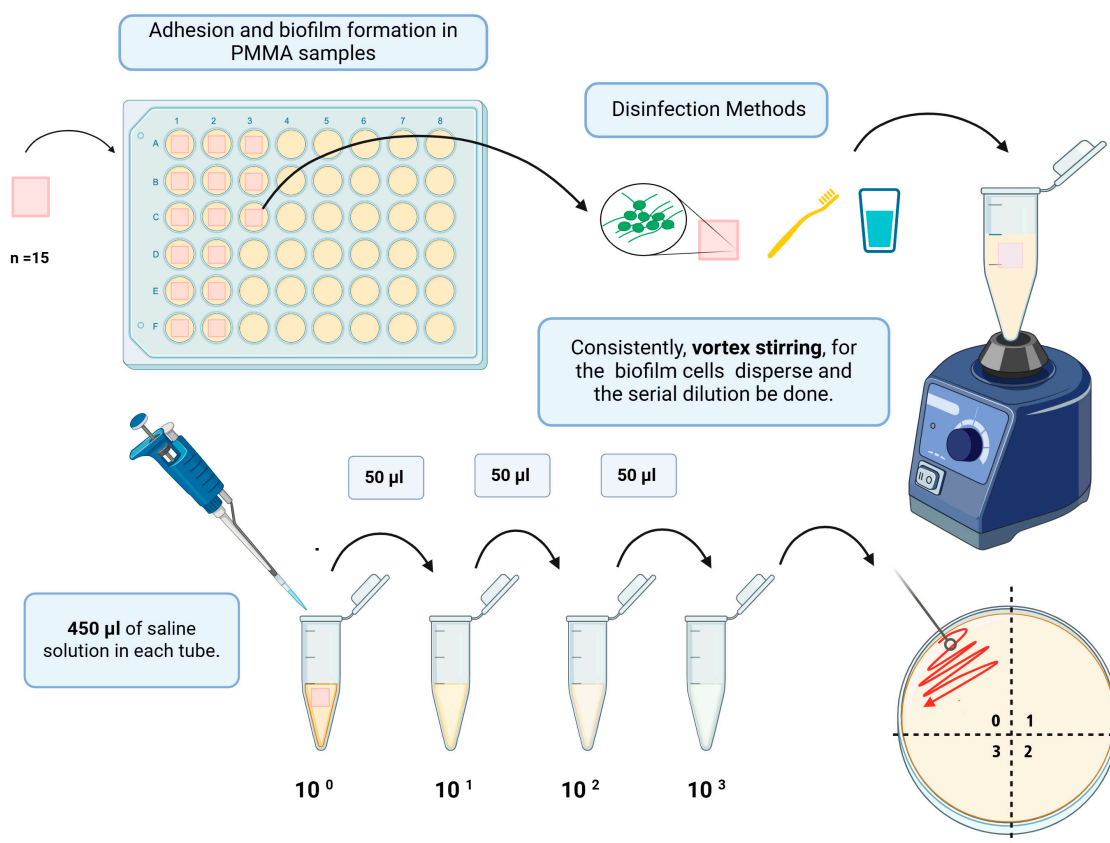 Adhesion and biofilm formation in
PMMA samples
Disinfection Methods
1 2 3 4 5 6 7 8
A
B
C
D
E
F
n =15
Consistently, vortex stirring, for
the biofilm cells disperse and
the serial dilution be done.
50 µl 50 µl 50 µl
450 µl of saline
solution in each tube.
10 ⁰ 10 ¹ 10 ² 10 ³
0 1
3 2
II O